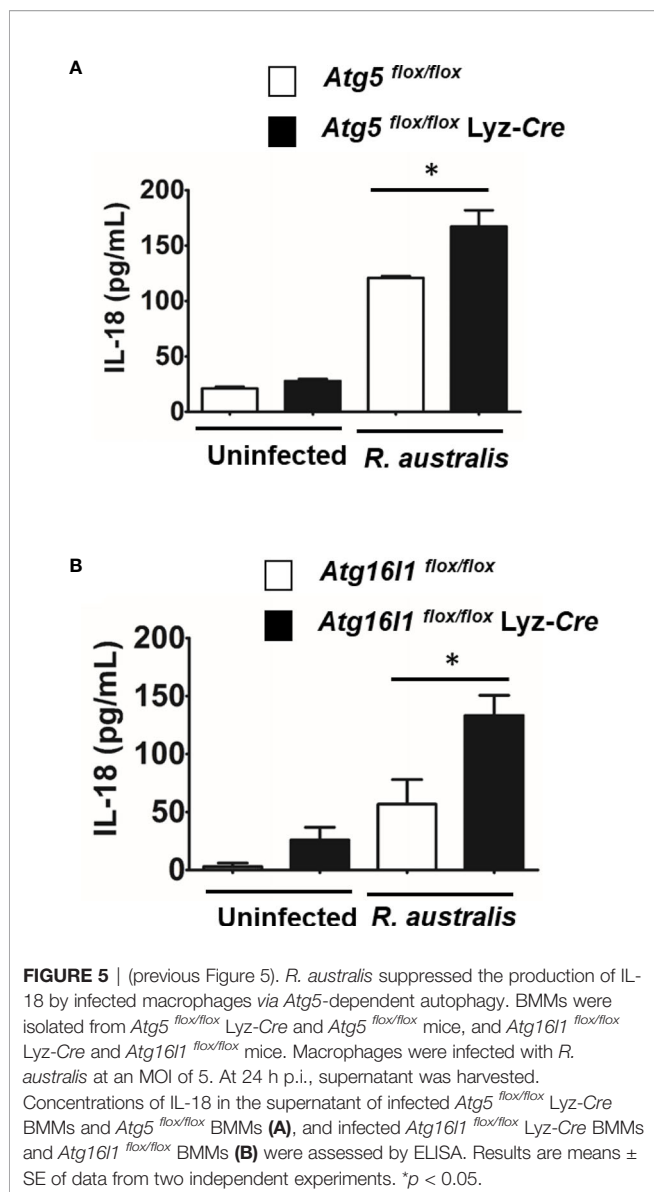 A
Atg5 flox/flox
Atg5 flox/flox Lyz-Cre
*
200
150
100
50
0
IL-18 (pg/mL)
Uninfected R. australis
B
Atg16l1 flox/flox
Atg16l1 flox/flox Lyz-Cre
*
200
150
100
50
0
IL-18 (pg/mL)
Uninfected R. australis
FIGURE 5 | (previous Figure 5). R. australis suppressed the production of IL-
18 by infected macrophages via Atg5-dependent autophagy. BMMs were
isolated from Atg5 flox/flox Lyz-Cre and Atg5 flox/flox mice, and Atg16l1 flox/flox
Lyz-Cre and Atg16l1 flox/flox mice. Macrophages were infected with R.
australis at an MOI of 5. At 24 h p.i., supernatant was harvested.
Concentrations of IL-18 in the supernatant of infected Atg5 flox/flox Lyz-Cre
BMMs and Atg5 flox/flox BMMs (A), and infected Atg16l1 flox/flox Lyz-Cre BMMs
and Atg16l1 flox/flox BMMs (B) were assessed by ELISA. Results are means ±
SE of data from two independent experiments. *p < 0.05.